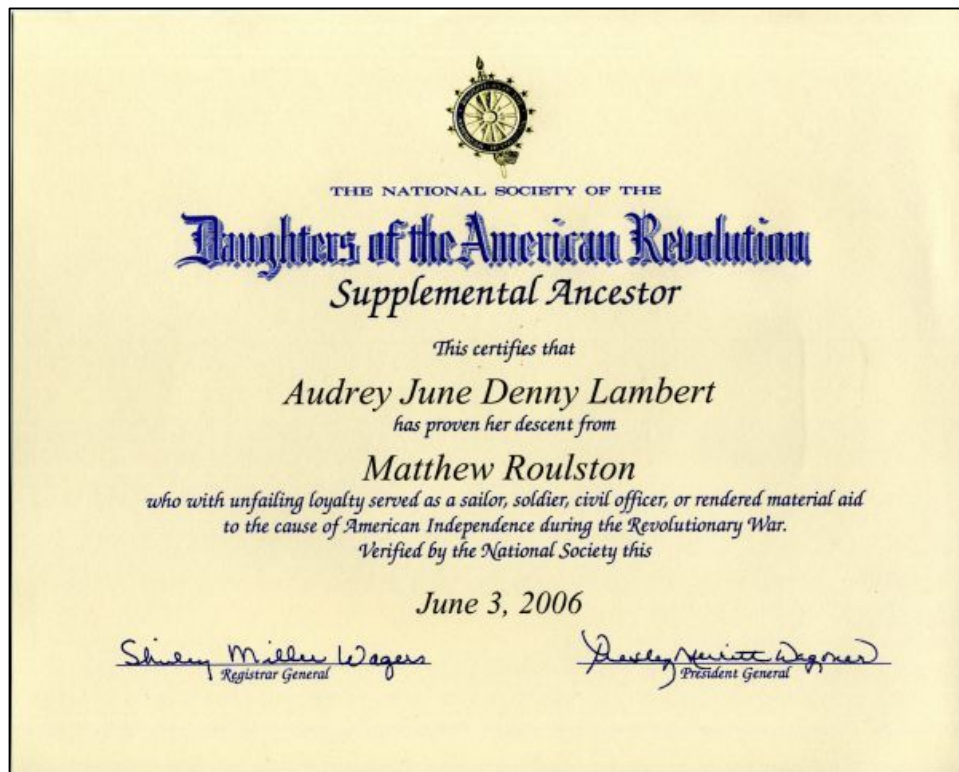 THE NATIONAL SOCIETY OF THE
Daughters of the American Revolution
Supplemental Ancestor
This certifies that
Audrey June Denny Lambert
has proven her descent from
Matthew Roulston
who with unfailing loyalty served as a sailor, soldier, civil officer, or rendered material aid
to the cause of American Independence during the Revolutionary War.
Verified by the National Society this
June 3, 2006
Shirley Miller Wagers
Registrar General
Wagoner
President General